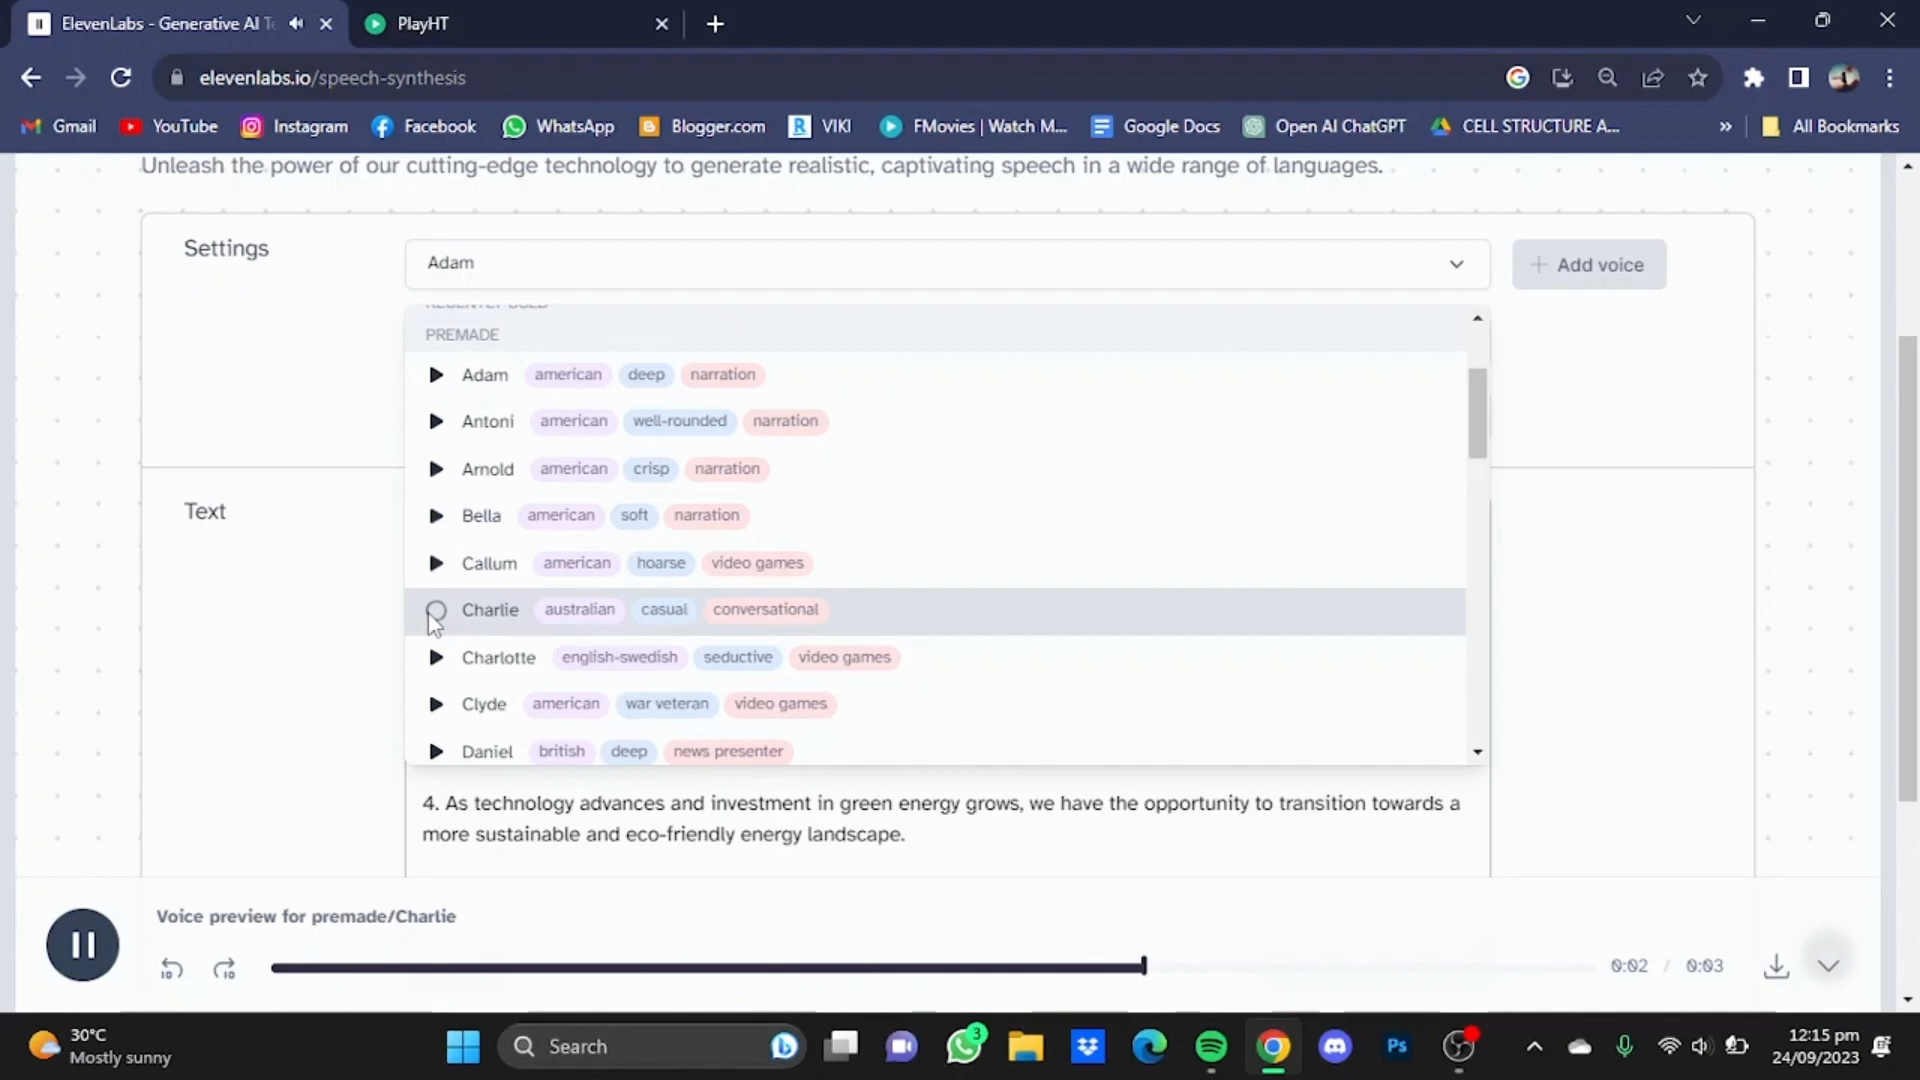 ElevenLabs - Generative AI Te
PlayHT
elevenlabs.io/speech-synthesis
Gmail
YouTube
Instagram
Facebook
WhatsApp
Blogger.com
VIKI
FMovies | Watch M...
Google Docs
Open AI ChatGPT
CELL STRUCTURE A...
»
All Bookmarks
Unleash the power of our cutting-edge technology to generate realistic, captivating speech in a wide range of languages.
Settings
Adam
+ Add voice
RECENTLY USED
PREMADE
Adam american deep narration
Antoni american well-rounded narration
Arnold american crisp narration
Bella american soft narration
Callum american hoarse video games
Text
Charlie australian casual conversational
Charlotte english-swedish seductive video games
Clyde american war veteran video games
Daniel british deep news presenter
4. As technology advances and investment in green energy grows, we have the opportunity to transition towards a
more sustainable and eco-friendly energy landscape.
Voice preview for premade/Charlie
10
10
0:02 / 0:03
30°C
Mostly sunny
Search
3
Ps
12:15 pm
24/09/2023